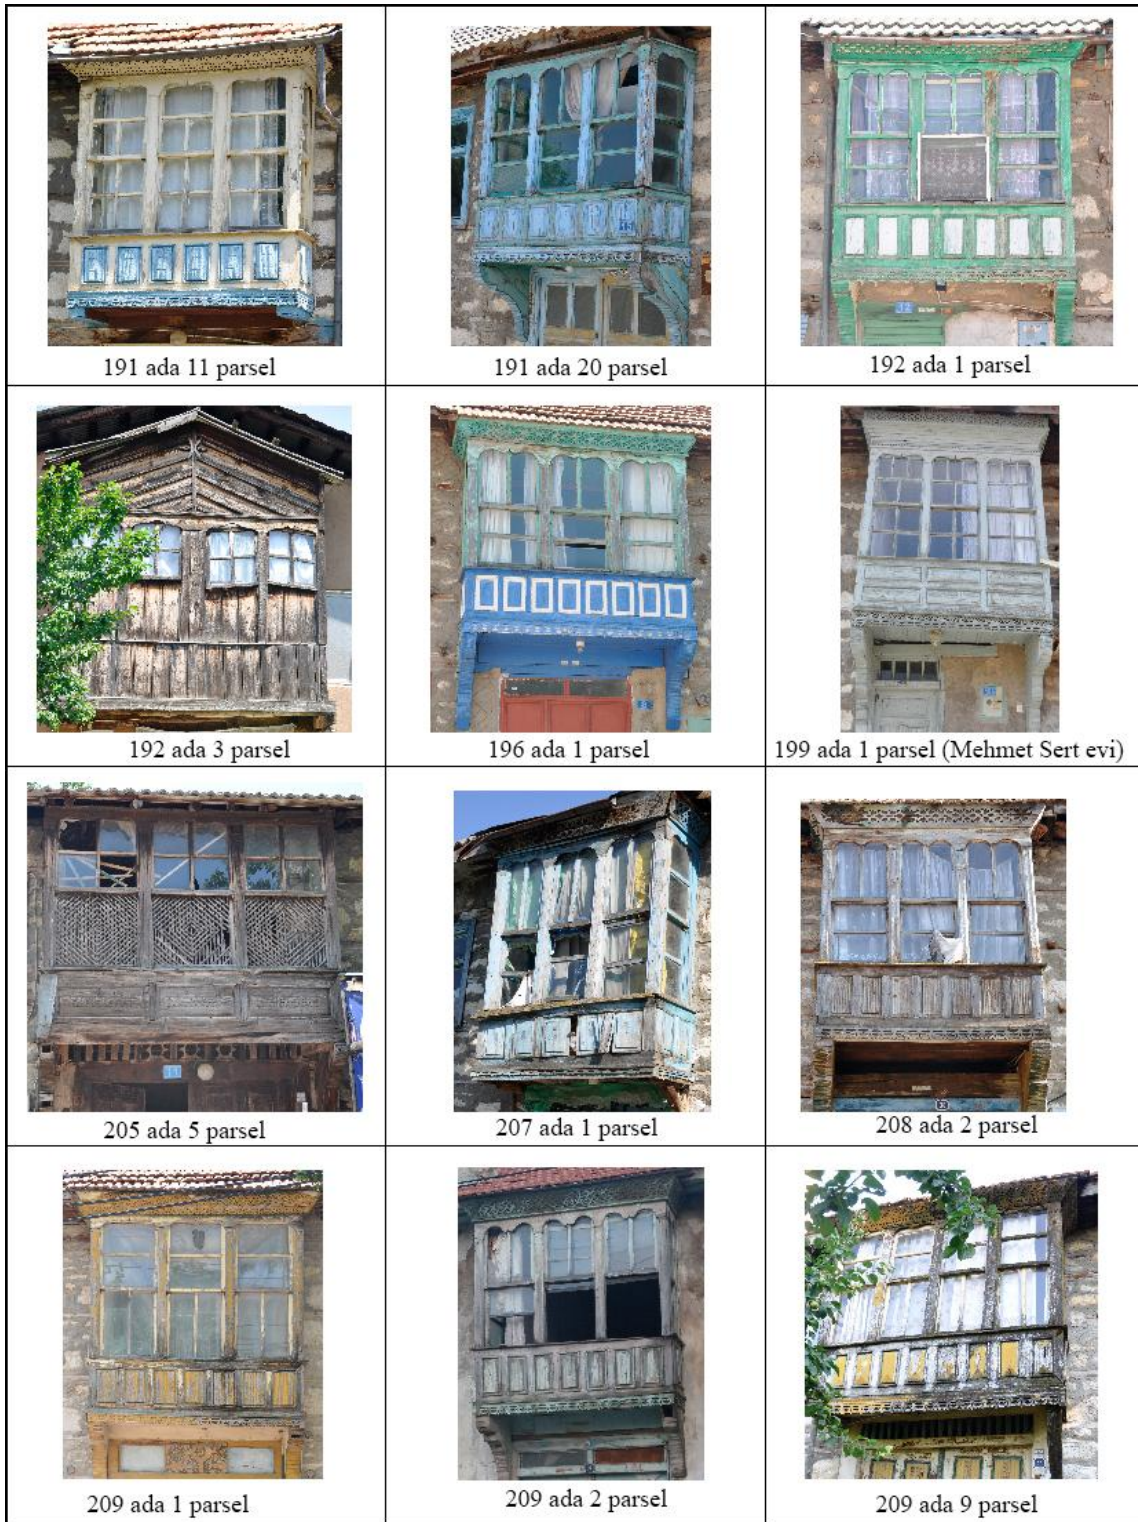 191 ada 11 parsel
191 ada 20 parsel
192 ada 1 parsel
192 ada 3 parsel
196 ada 1 parsel
199 ada 1 parsel (Mehmet Sert evi)
205 ada 5 parsel
207 ada 1 parsel
208 ada 2 parsel
209 ada 1 parsel
209 ada 2 parsel
209 ada 9 parsel